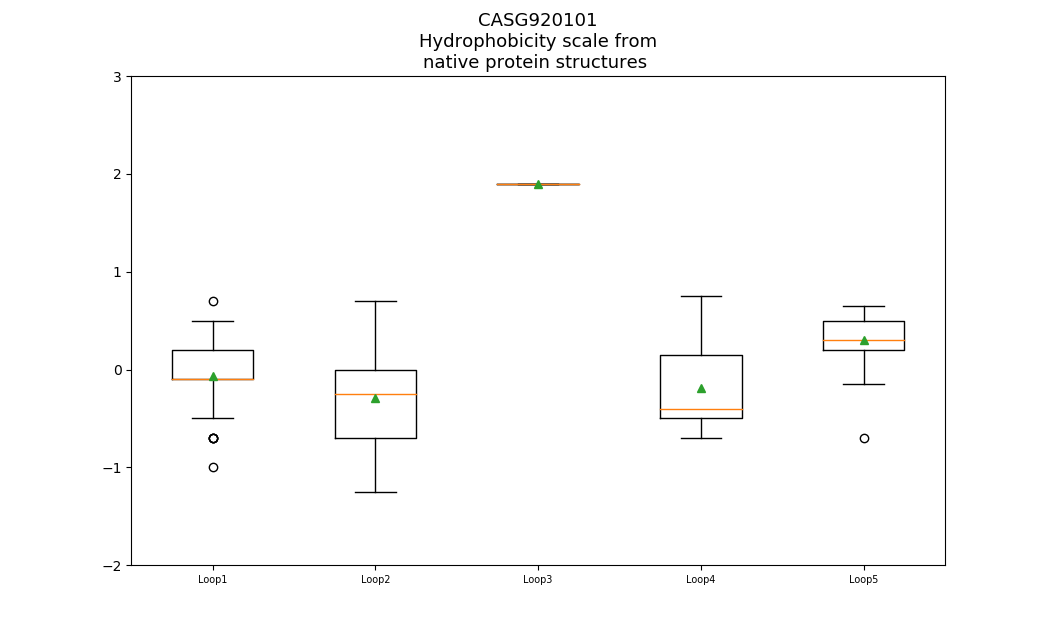 CASG920101
Hydrophobicity scale from
native protein structures
3
2
1
0
−1
−2
Loop1 Loop2 Loop3 Loop4 Loop5